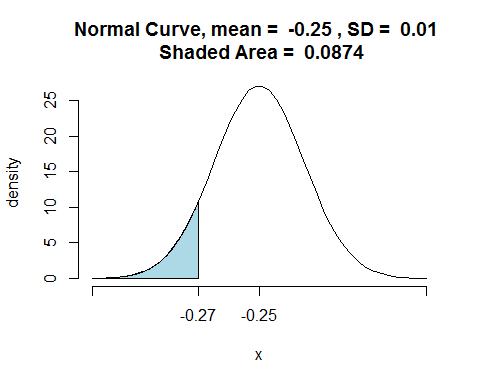 Normal Curve, mean =  -0.25 , SD =  0.01
Shaded Area =  0.0874
density
25
20
15
10
5
0
-0.27
-0.25
x